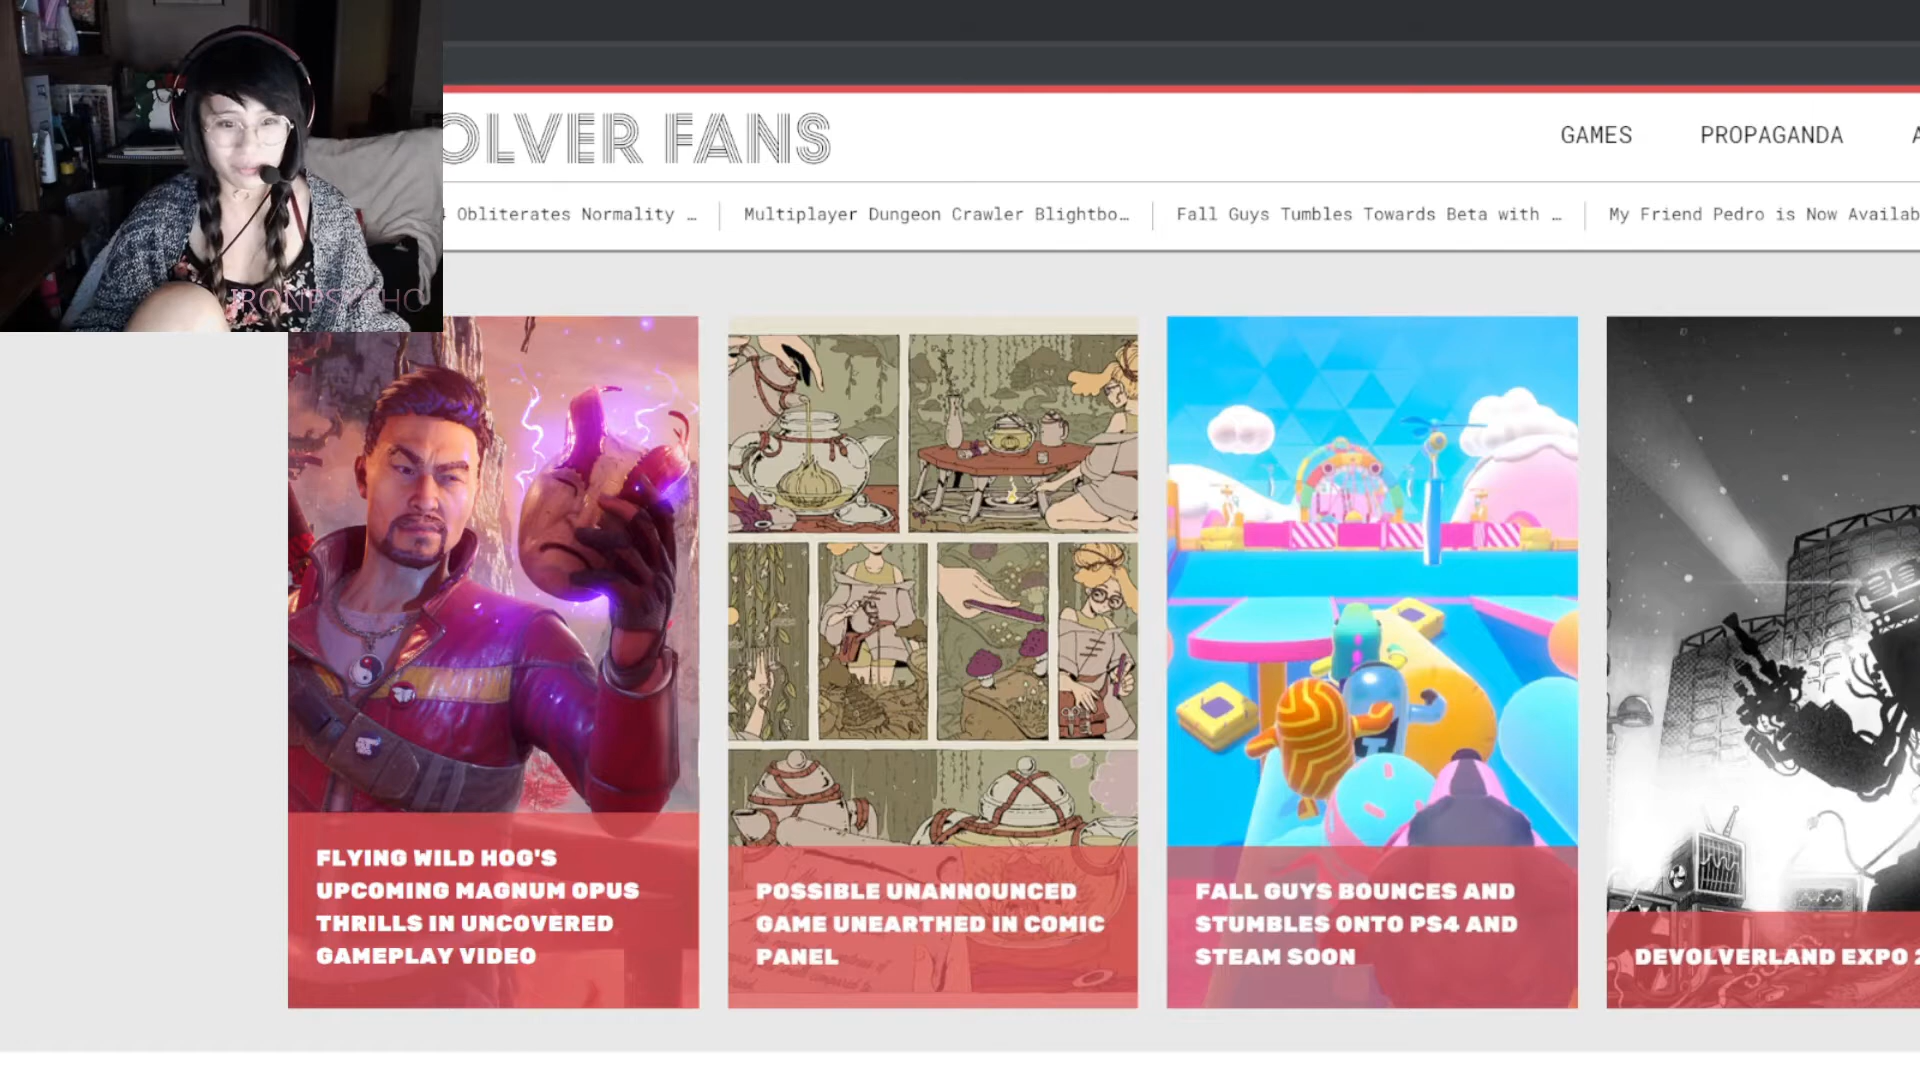 OLVER FANS
GAMES
PROPAGANDA
Obliterates Normality …
Multiplayer Dungeon Crawler Blightbo…
Fall Guys Tumbles Towards Beta with …
My Friend Pedro is Now Availab
IRONPSYCHO
FLYING WILD HOG'S
UPCOMING MAGNUM OPUS
THRILLS IN UNCOVERED
GAMEPLAY VIDEO
POSSIBLE UNANNOUNCED
GAME UNEARTHED IN COMIC
PANEL
FALL GUYS BOUNCES AND
STUMBLES ONTO PS4 AND
STEAM SOON
DEVOLVERLAND EXPO 2